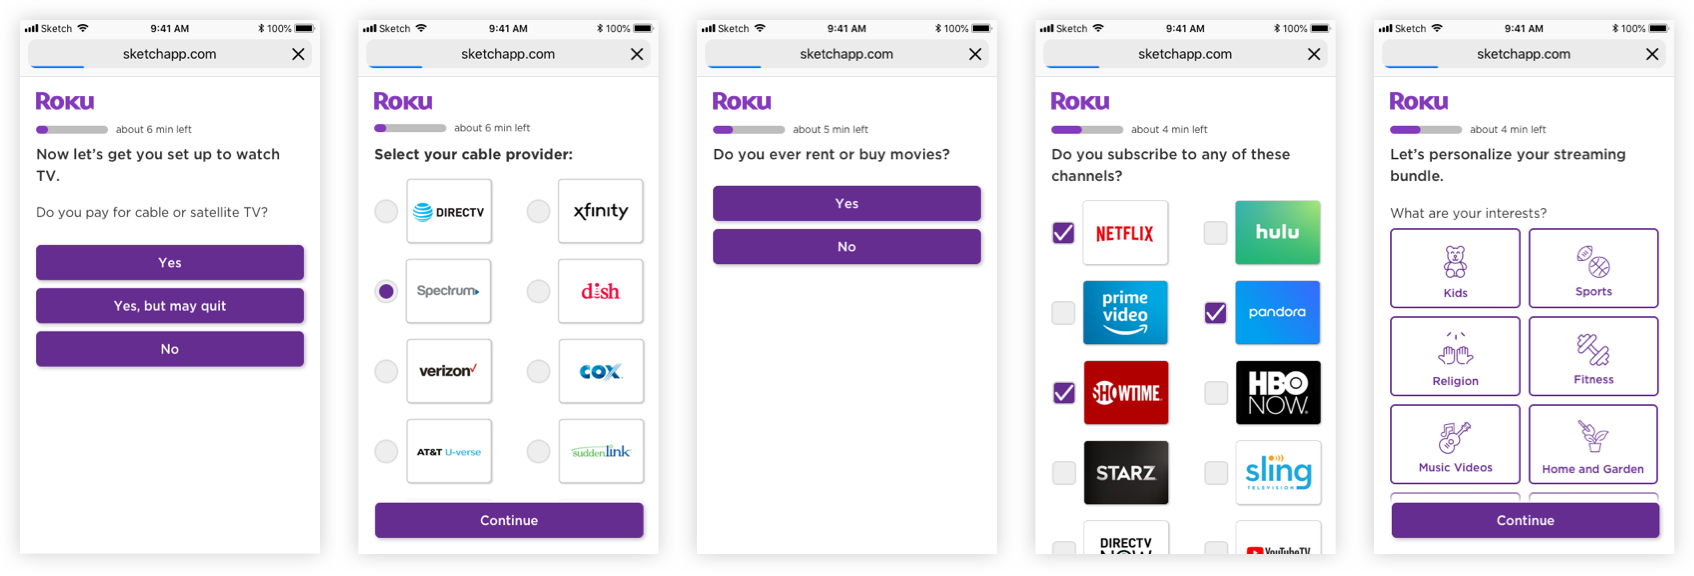 Sketch 9:41 AM 100%
sketchapp.com
Roku
about 6 min left
Now let's get you set up to watch
TV.
Do you pay for cable or satellite TV?
Yes
Yes, but may quit
No
Sketch 9:41 AM 100%
sketchapp.com
Roku
about 6 min left
Select your cable provider:
DIRECTV
xfinity
Spectrum
dish
verizon
COX
AT&T U-verse
suddenlink
Continue
Sketch 9:41 AM 100%
sketchapp.com
Roku
about 5 min left
Do you ever rent or buy movies?
Yes
No
Sketch 9:41 AM 100%
sketchapp.com
Roku
about 4 min left
Do you subscribe to any of these
channels?
NETFLIX
hulu
prime
video
pandora
SHOWTIME
HBO
NOW
STARZ
sling
TELEVISION
DIRECTV
NOW
YouTube TV
Sketch 9:41 AM 100%
sketchapp.com
Roku
about 4 min left
Let's personalize your streaming
bundle.
What are your interests?
Kids
Sports
Religion
Fitness
Music Videos
Home and Garden
Continue